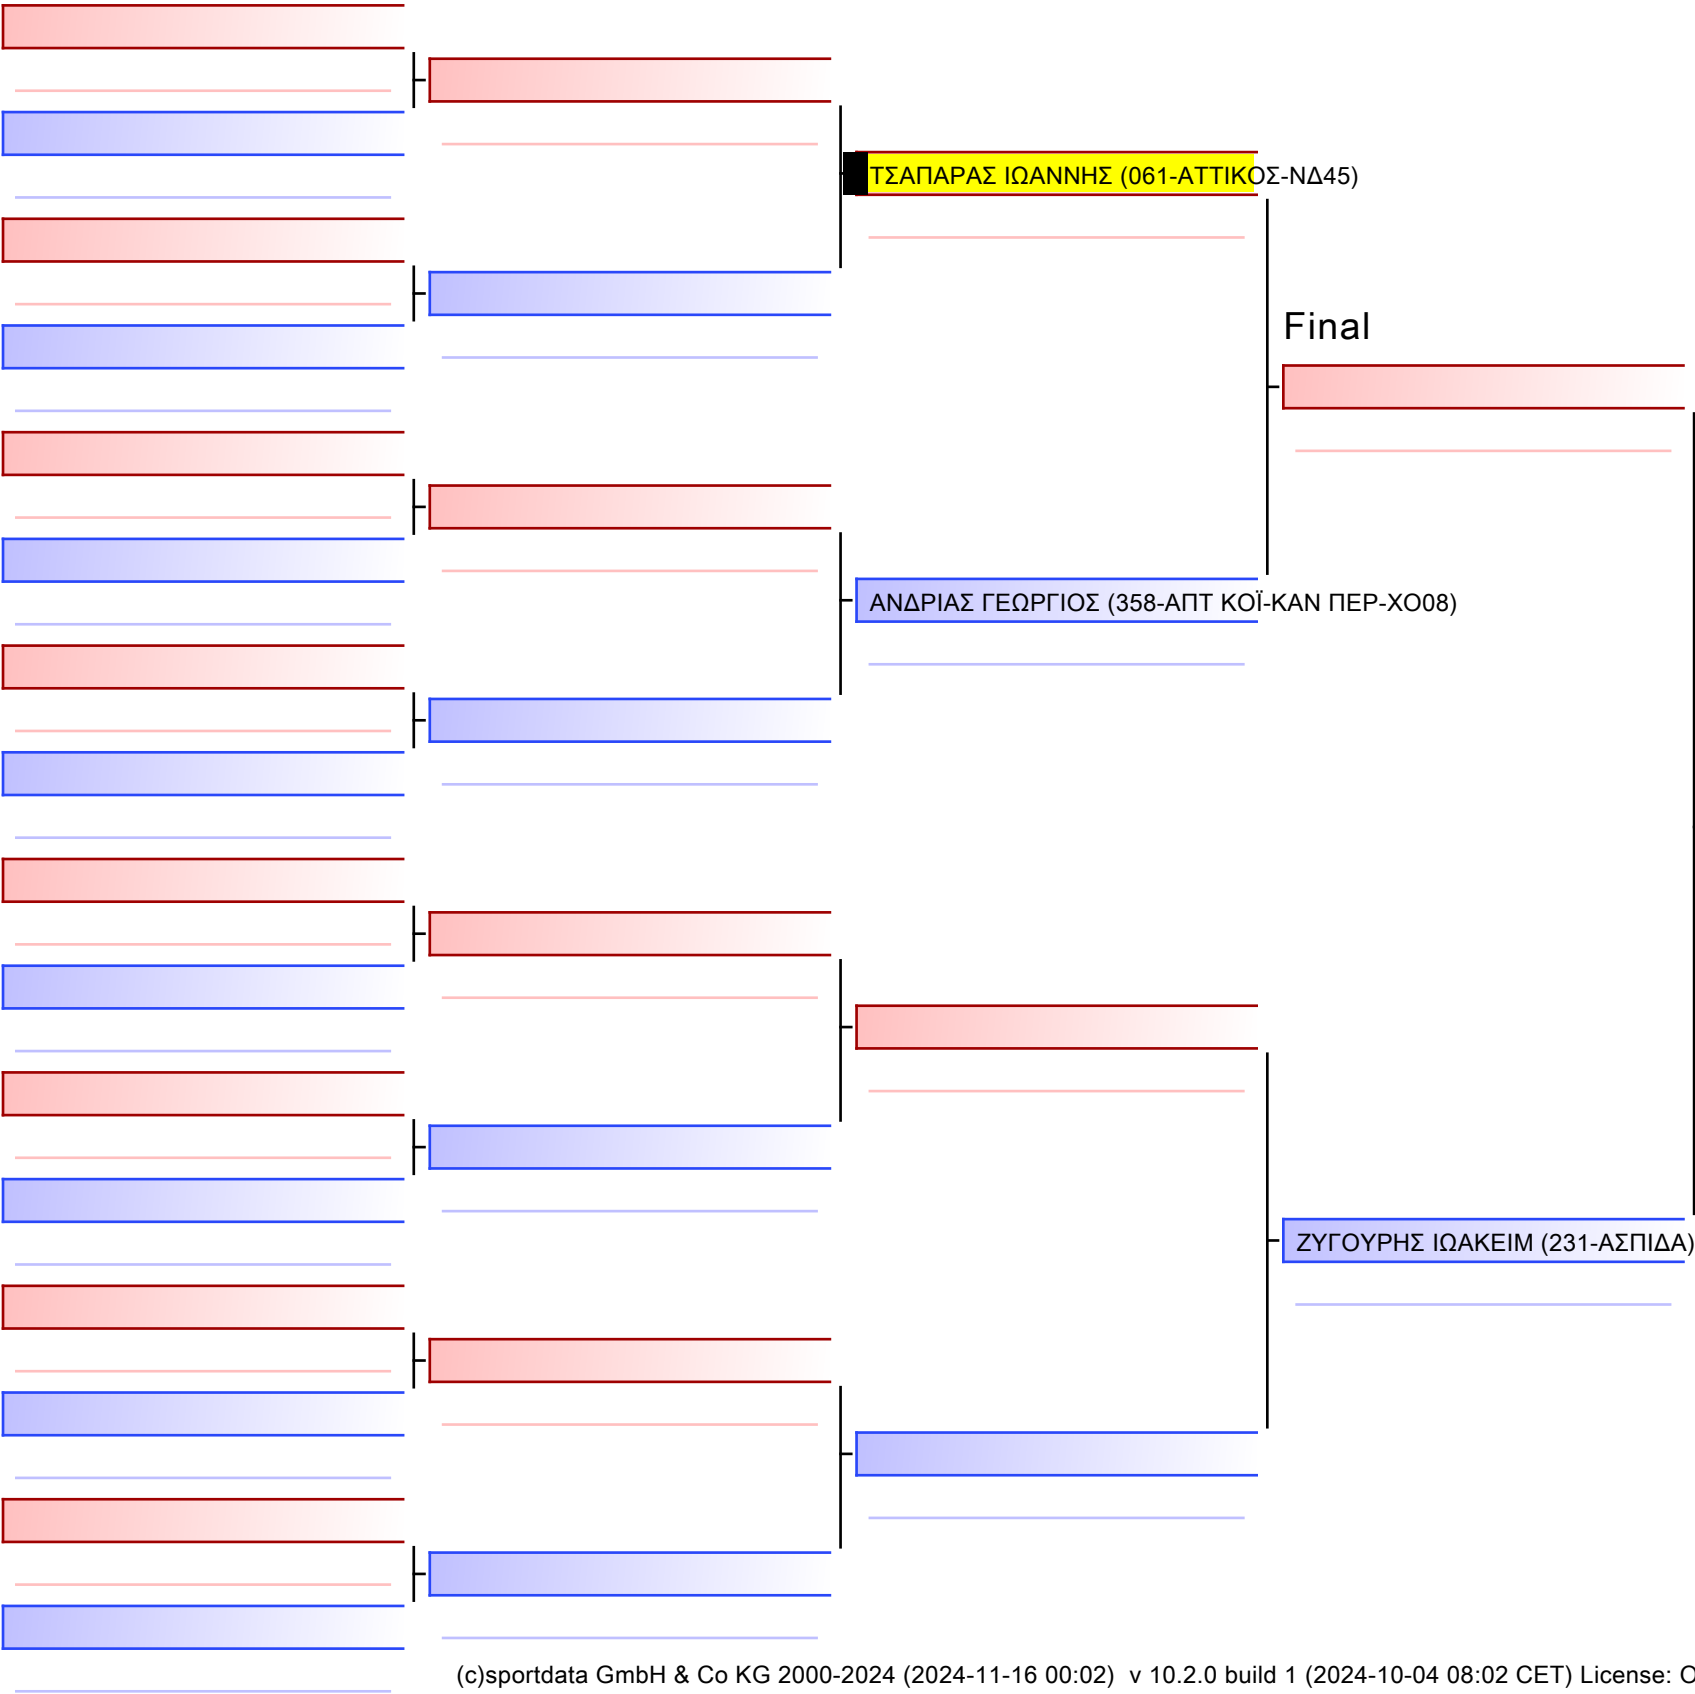 ΤΣΑΠΑΡΑΣ ΙΩΑΝΝΗΣ (061-ΑΤΤΙΚΟΣ-ΝΔ45)
Final
ΑΝΔΡΙΑΣ ΓΕΩΡΓΙΟΣ (358-ΑΠΤ ΚΟΪ-ΚΑΝ ΠΕΡ-ΧΟ08)
ΖΥΓΟΥΡΗΣ ΙΩΑΚΕΙΜ (231-ΑΣΠΙΔΑ)
(c)sportdata GmbH & Co KG 2000-2024 (2024-11-16 00:02) v 10.2.0 build 1 (2024-10-04 08:02 CET) License: